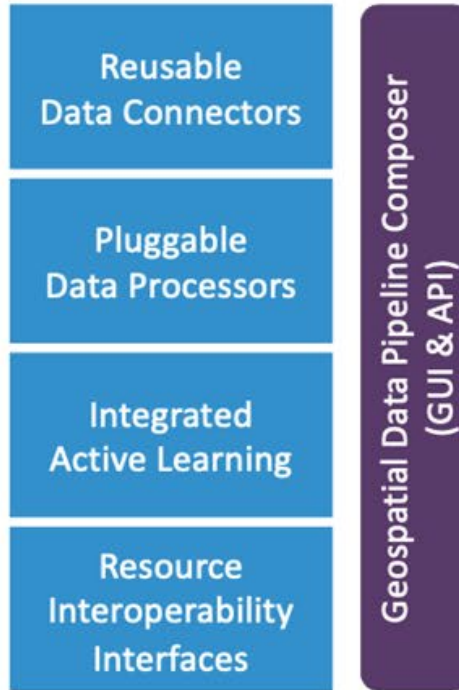 Reusable
Data Connectors
Pluggable
Data Processors
Integrated
Active Learning
Resource
Interoperability
Interfaces
Geospatial Data Pipeline Composer
(GUI & API)